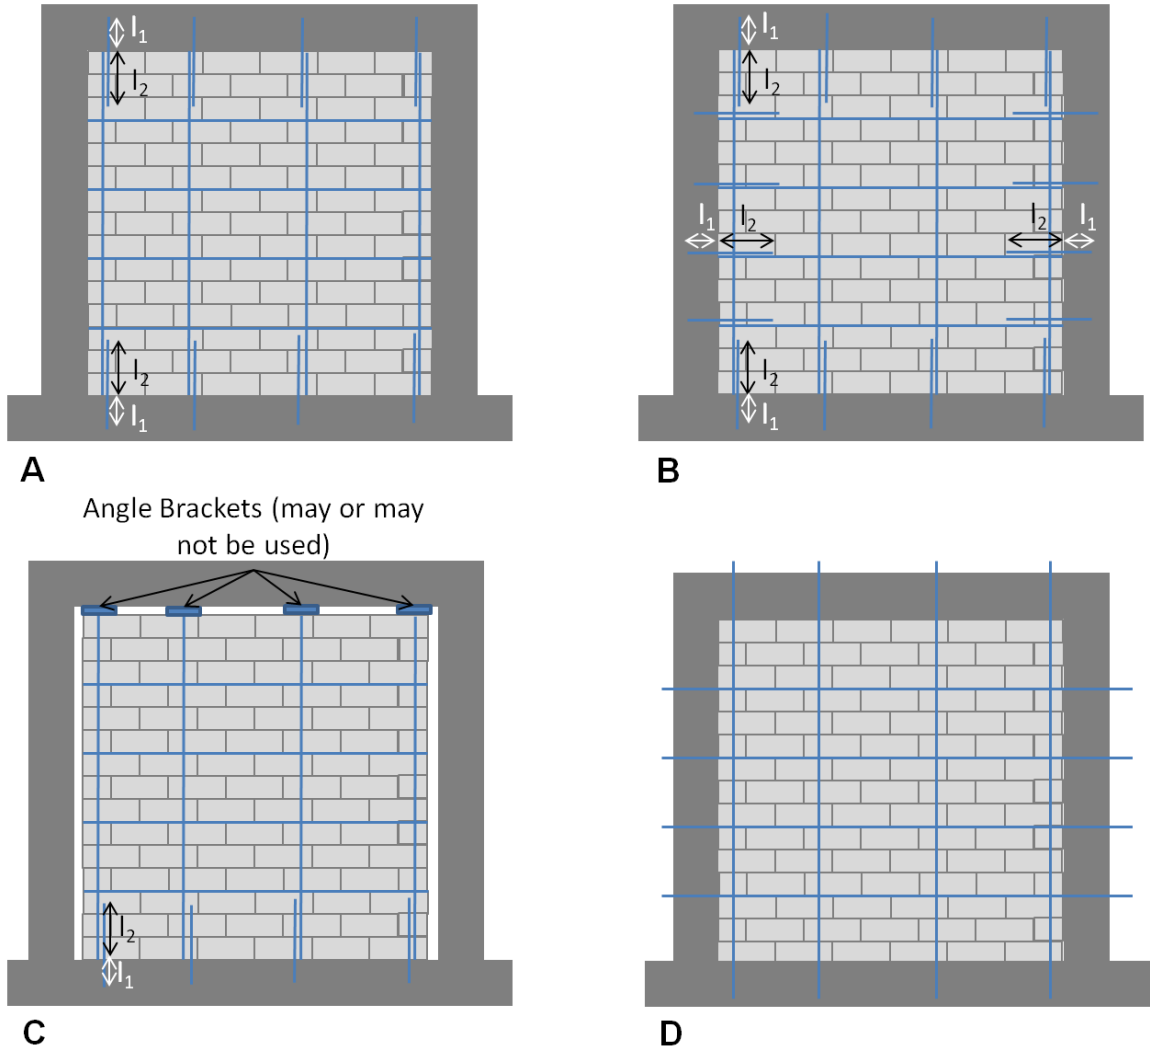 l₁
l₂
l₂
l₁
A
l₁
l₂
l₁
l₂
l₂
l₁
l₂
l₁
B
Angle Brackets (may or may
not be used)
l₂
l₁
C
D